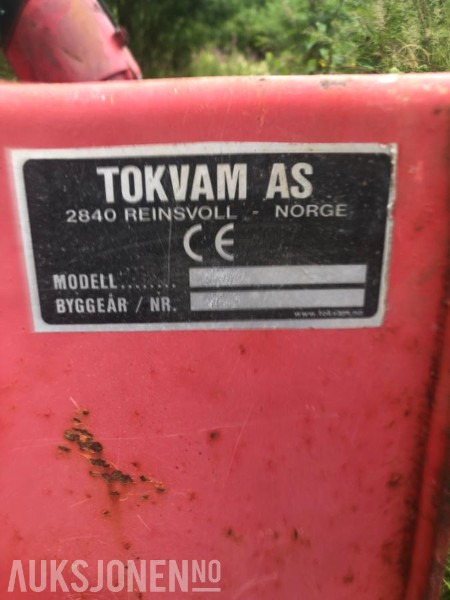 TOKVAM AS
2840 REINSVOLL - NORGE
CE
MODELL........
BYGGEÅR / NR.
www.tokvam.no
AUKSJONEN.NO